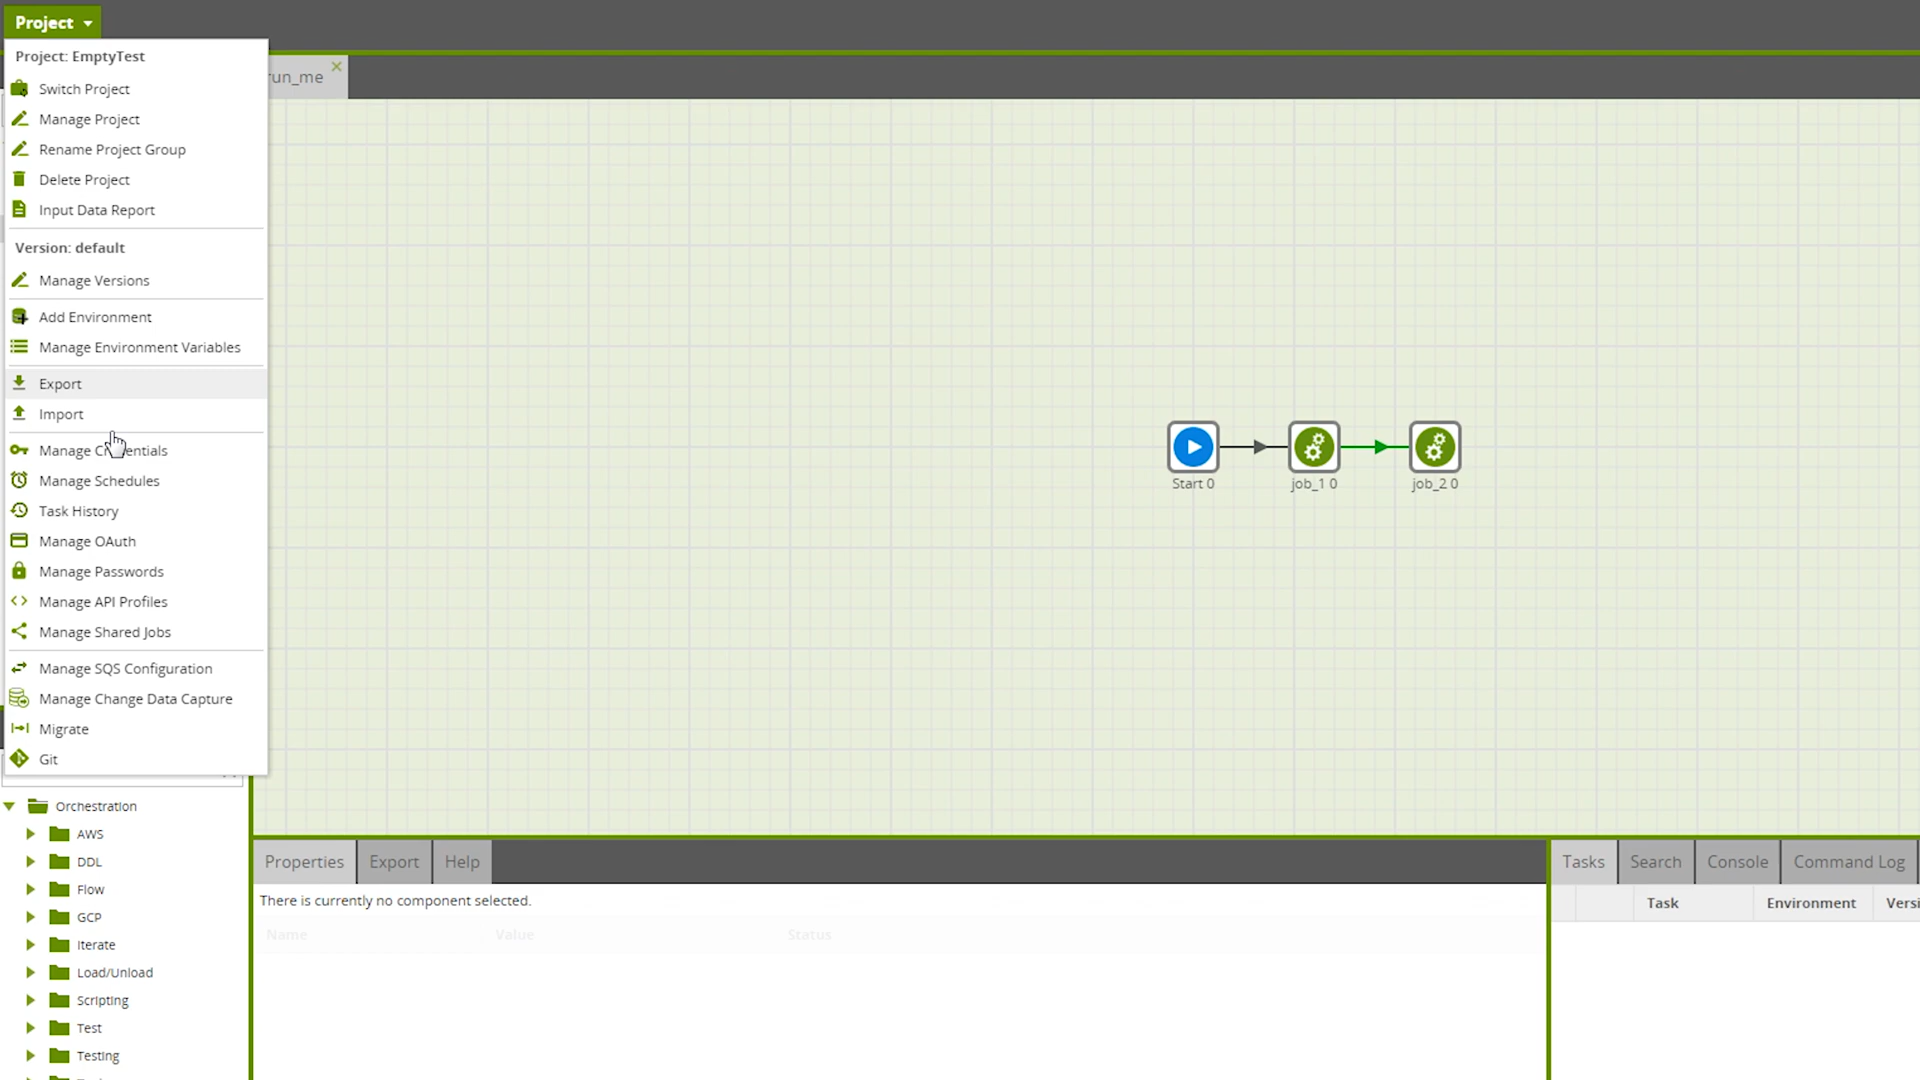 Project
Project: EmptyTest
Switch Project
Manage Project
Rename Project Group
Delete Project
Input Data Report
Version: default
Manage Versions
Add Environment
Manage Environment Variables
Export
Import
Manage Credentials
Manage Schedules
Task History
Manage OAuth
Manage Passwords
Manage API Profiles
Manage Shared Jobs
Manage SQS Configuration
Manage Change Data Capture
Migrate
Git
run_me
Start 0
job_1 0
job_2 0
Orchestration
AWS
DDL
Flow
GCP
Iterate
Load/Unload
Scripting
Test
Testing
Properties Export Help
There is currently no component selected.
Name Value Status
Tasks Search Console Command Log
Task Environment Versi